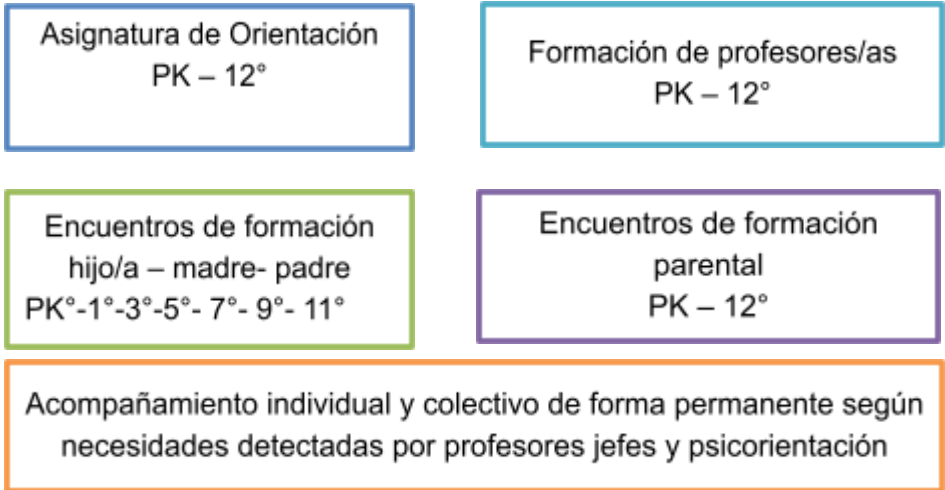 Asignatura de Orientación
PK – 12°
Formación de profesores/as
PK – 12°
Encuentros de formación
hijo/a – madre- padre
PK°-1°-3°-5°- 7°- 9°- 11°
Encuentros de formación
parental
PK – 12°
Acompañamiento individual y colectivo de forma permanente según
necesidades detectadas por profesores jefes y psicorientación